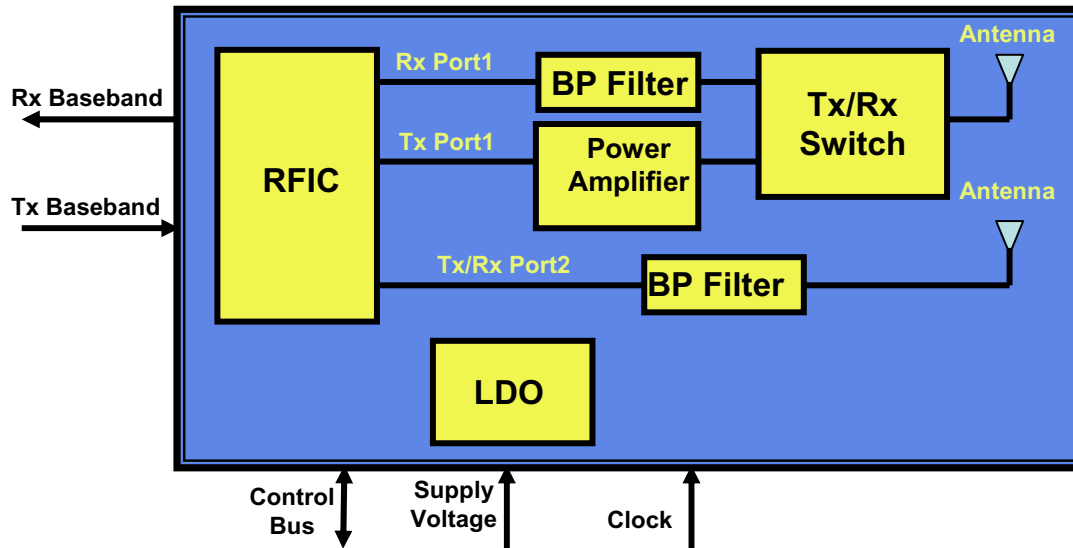 Antenna
Rx Port1
BP Filter
Rx Baseband
Tx/Rx
Switch
Tx Port1
Power
Amplifier
RFIC
Tx Baseband
Antenna
Tx/Rx Port2
BP Filter
LDO
Control
Bus
Supply
Voltage
Clock